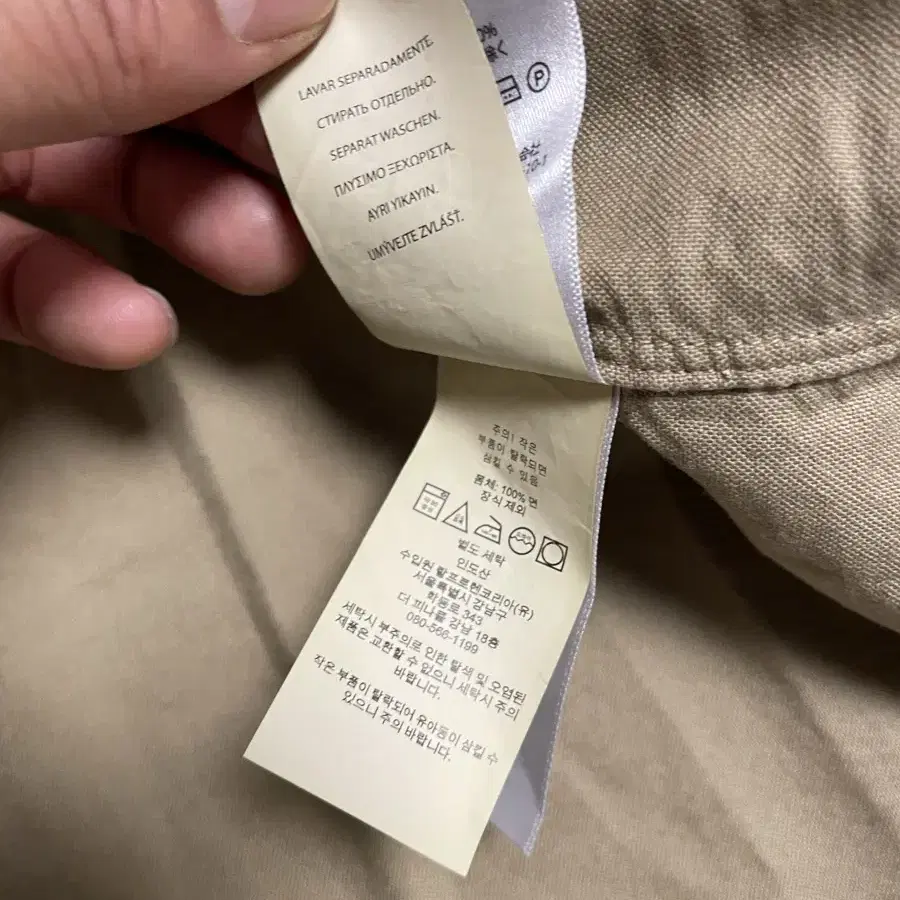 LAVAR SEPARADAMENTE.
СТИРАТЬ ОТДЕЛЬНО.
SEPARAT WASCHEN.
ΠΛΥΣΙΜΟ ΞΕΧΩΡΙΣΤΑ.
AYRI YIKAYIN.
UMÝVEJTE ZVLÁŠŤ.
0%
除く
P
주의! 작은
부품이 탈락되면
삼킬 수 있음
몸체: 100% 면
장식 제외
별도 세탁
인도산
수입원 랄프로렌코리아(유)
서울특별시 강남구
학동로 343
더 피나클 강남 18층
080-566-1199
세탁시 부주의로 인한 탈색 및 오염된
제품은 교환할 수 없으니 세탁시 주의
바랍니다.
작은 부품이 탈락되어 유아동이 삼킬 수
있으니 주의 바랍니다.